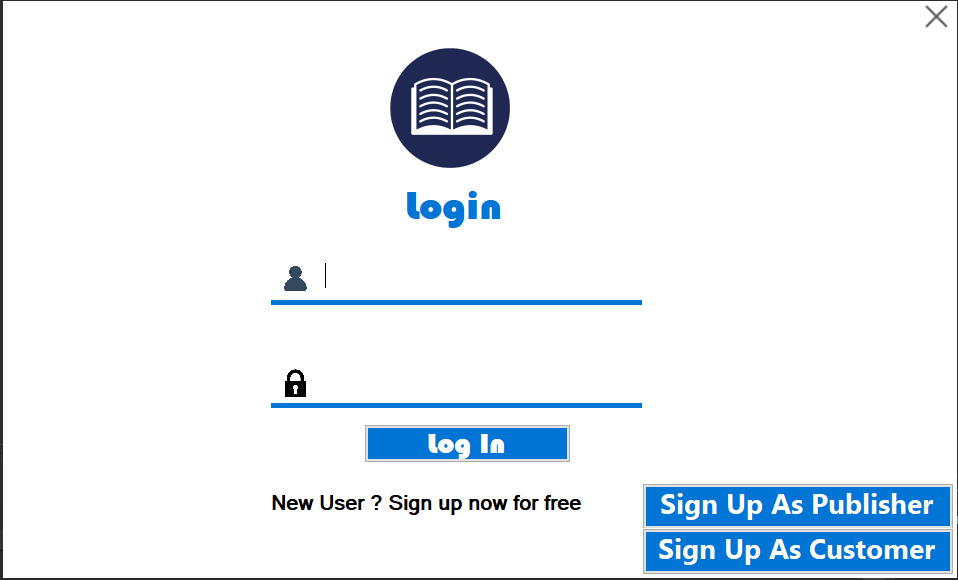 Login
Log In
New User ? Sign up now for free
Sign Up As Publisher
Sign Up As Customer